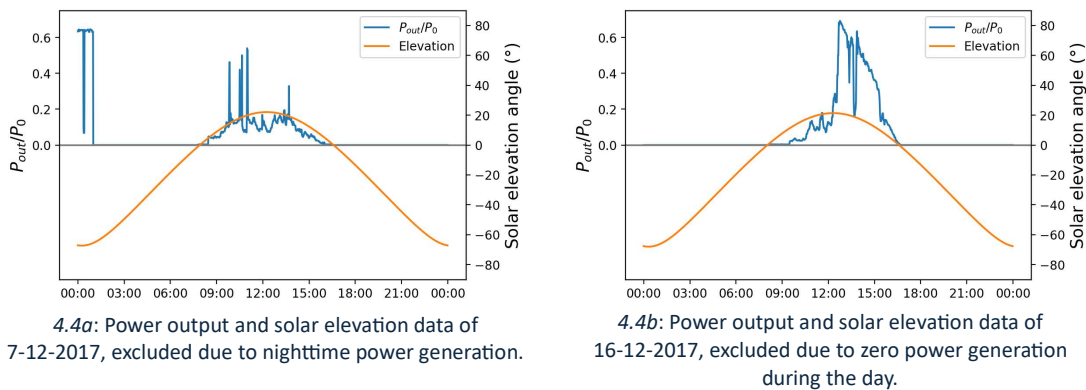 P_out/P_0
Elevation
0.6
0.4
0.2
0.0
P_out/P_0
80
60
40
20
0
−20
−40
−60
−80
Solar elevation angle (°)
00:00 03:00 06:00 09:00 12:00 15:00 18:00 21:00 00:00
4.4a: Power output and solar elevation data of
7-12-2017, excluded due to nighttime power generation.
P_out/P_0
Elevation
0.6
0.4
0.2
0.0
P_out/P_0
80
60
40
20
0
−20
−40
−60
−80
Solar elevation angle (°)
00:00 03:00 06:00 09:00 12:00 15:00 18:00 21:00 00:00
4.4b: Power output and solar elevation data of
16-12-2017, excluded due to zero power generation
during the day.